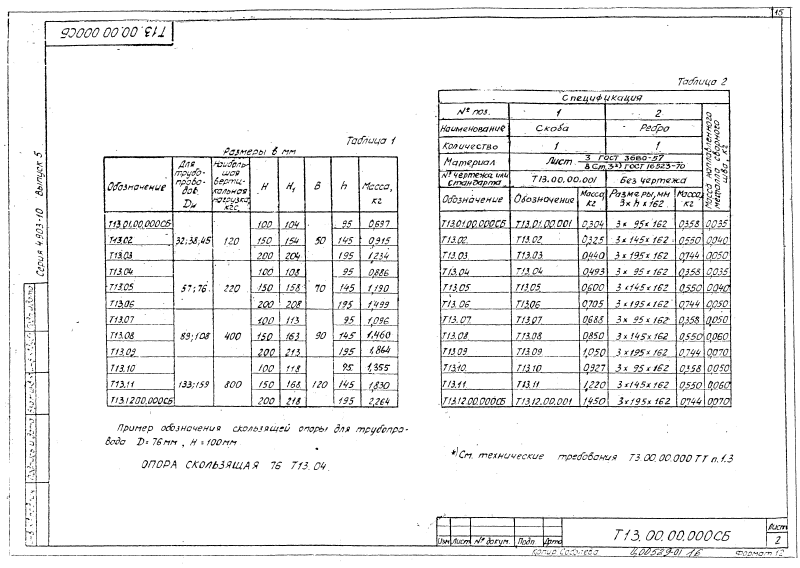 15
Т13.00.00.000СБ
Серия 4.903-10 Выпуск 5
Таблица 1
Размеры в мм
Обозначение | Для трубопроводов. Dн | Наибольшая вертикальная нагрузка, кгс. | H | H₁ | B | h | Масса, кг
Т13.01.00.000СБ | 32;38,45 | 120 | 100 | 104 | 50 | 95 | 0,697
Т13.02 | 150 | 154 | 145 | 0,915
Т13.03 | 200 | 204 | 195 | 1,234
Т13.04 | 57;76 | 220 | 100 | 108 | 70 | 95 | 0,886
Т13.05 | 150 | 158 | 145 | 1,190
Т13.06 | 200 | 208 | 195 | 1,499
Т13.07 | 89;108 | 400 | 100 | 113 | 90 | 95 | 1,096
Т13.08 | 150 | 163 | 145 | 1,460
Т13.09 | 200 | 213 | 195 | 1,864
Т13.10 | 133;159 | 800 | 100 | 118 | 120 | 95 | 1,355
Т13.11 | 150 | 168 | 145 | 1,830
Т13.12.00.000СБ | 200 | 218 | 195 | 2,264
Пример обозначения скользящей опоры для трубопро-
вода D=76мм, H=100мм.
ОПОРА СКОЛЬЗЯЩАЯ 76 Т13.04.
Таблица 2
Спецификация
№ поз. | 1 | 2
Наименование | Скоба | Ребро
Количество | 1 | 1
Материал | Лист 3 ГОСТ 3680-57 / В Ст.3*) ГОСТ 16523-70
№ чертежа или стандарта | Т13.00.00.001 | Без чертежа
Обозначение | Обозначение | Масса, кг | Размеры, мм 3×h×162 | Масса, кг | Масса наплавленного металла сварного шва, кг
Т13.01.00.000СБ | Т13.01.00.001 | 0,304 | 3× 95×162 | 0,358 | 0,035
Т13.02. | Т13.02. | 0,325 | 3×145×162 | 0,550 | 0,040
Т13.03. | Т13.03. | 0,440 | 3×195×162 | 0,744 | 0,050
Т13.04 | Т13.04 | 0,493 | 3× 95×162 | 0,358 | 0,035
Т13.05 | Т13.05. | 0,600 | 3×145×162 | 0,550 | 0,040
Т13.06 | Т13.06 | 0,705 | 3×195×162 | 0,744 | 0,050
Т13.07. | Т13.07. | 0,688 | 3× 95×162 | 0,358 | 0,050
Т13.08. | Т13.08. | 0,850 | 3×145×162 | 0,550 | 0,060
Т13.09 | Т13.09 | 1,050 | 3×195×162 | 0,744 | 0,070
Т13.10. | Т13.10. | 0,927 | 3× 95×162 | 0,358 | 0,050
Т13.11. | Т13.11 | 1,220 | 3×145×162 | 0,550 | 0,060
Т13.12.00.000СБ | Т13.12.00.001 | 1,450 | 3×195×162 | 0,744 | 0,070
*) См. технические требования Т3.00.00.000 ТТ п.1.3
Изм Лист № докум. Подп. Дата
Т13.00.00.000СБ
Лист
2
Копир
Формат 12